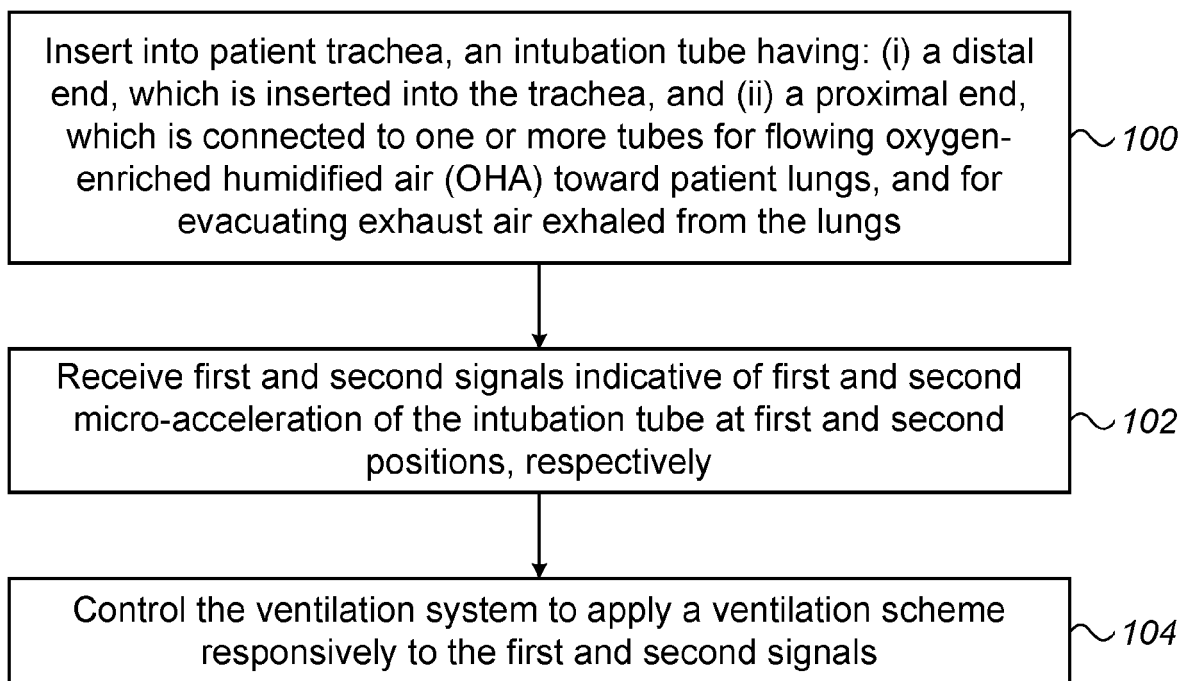 Insert into patient trachea, an intubation tube having: (i) a distal
end, which is inserted into the trachea, and (ii) a proximal end,
which is connected to one or more tubes for flowing oxygen-
enriched humidified air (OHA) toward patient lungs, and for
evacuating exhaust air exhaled from the lungs
100
Receive first and second signals indicative of first and second
micro-acceleration of the intubation tube at first and second
positions, respectively
102
Control the ventilation system to apply a ventilation scheme
responsively to the first and second signals
104